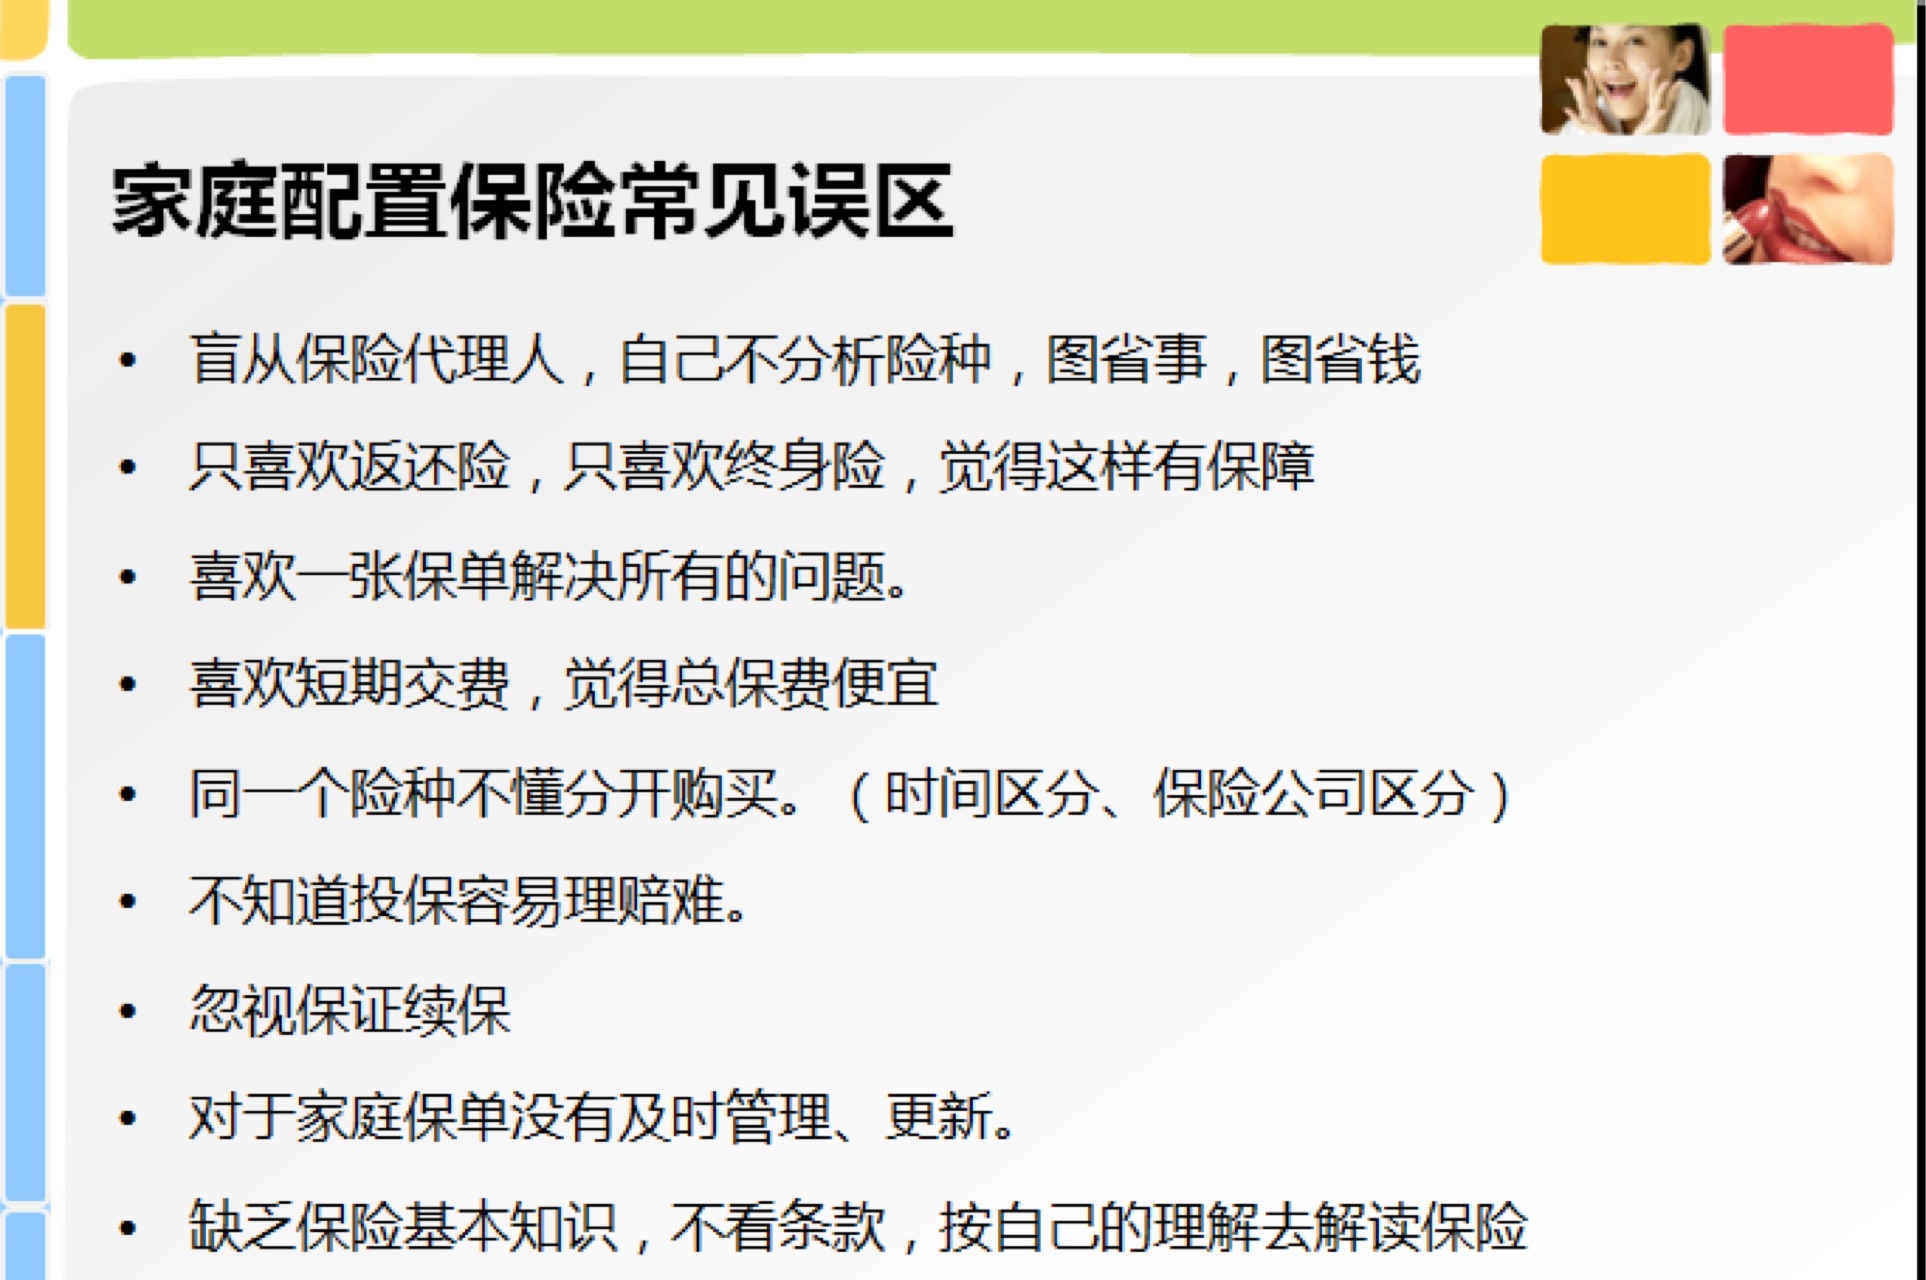 家庭配置保险常见误区
• 盲从保险代理人，自己不分析险种，图省事，图省钱
• 只喜欢返还险，只喜欢终身险，觉得这样有保障
• 喜欢一张保单解决所有的问题。
• 喜欢短期交费，觉得总保费便宜
• 同一个险种不懂分开购买。（时间区分、保险公司区分）
• 不知道投保容易理赔难。
• 忽视保证续保
• 对于家庭保单没有及时管理、更新。
• 缺乏保险基本知识，不看条款，按自己的理解去解读保险